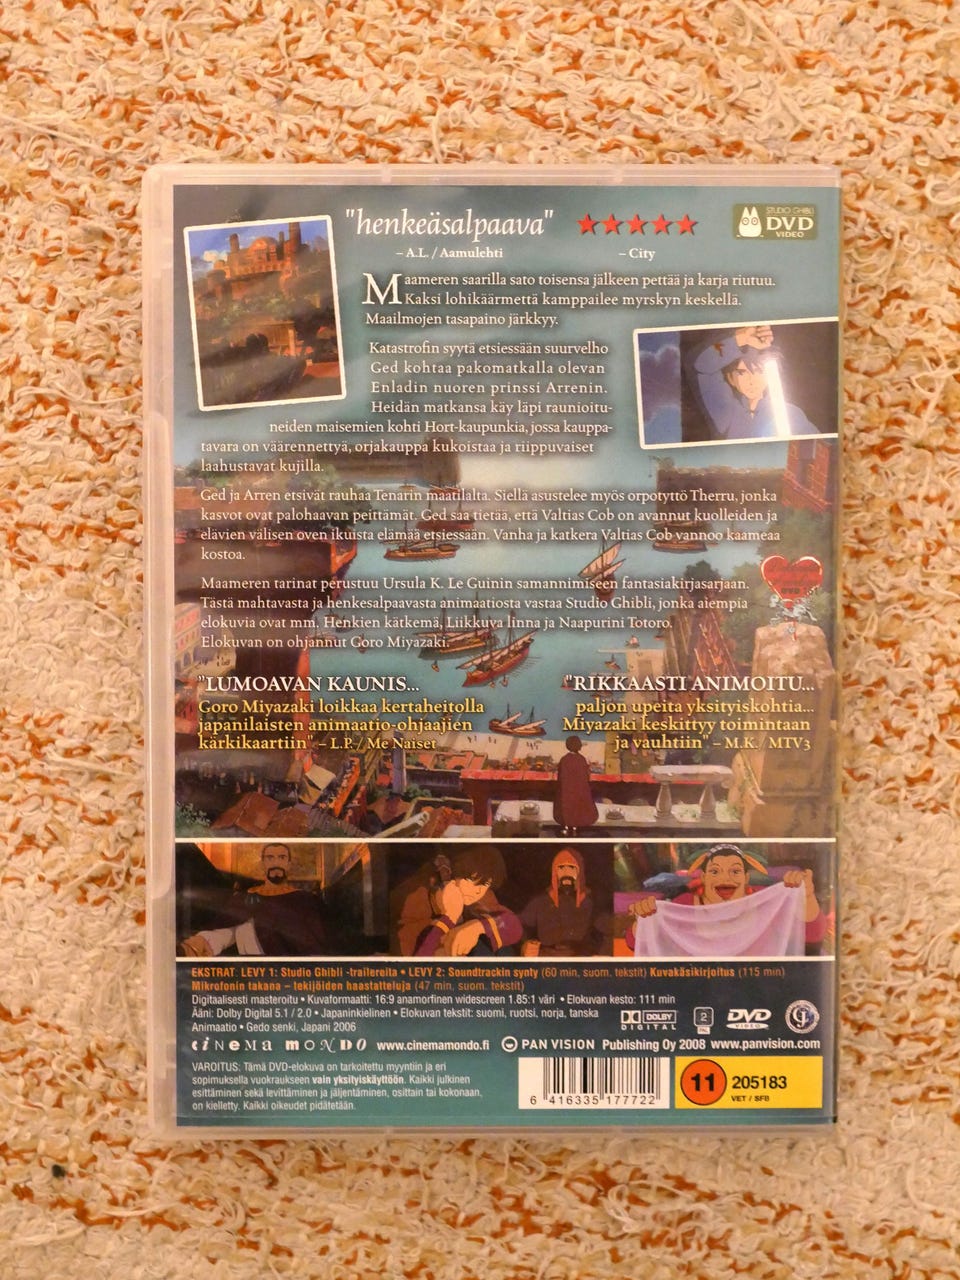 "henkeäsalpaava"
– A.L. / Aamulehti
– City
STUDIO GHIBLI
DVD
VIDEO
Maameren saarilla sato toisensa jälkeen pettää ja karja riutuu.
Kaksi lohikäärmettä kamppailee myrskyn keskellä.
Maailmojen tasapaino järkkyy.
Katastrofin syytä etsiessään suurvelho
Ged kohtaa pakomatkalla olevan
Enladin nuoren prinssi Arrenin.
Heidän matkansa käy läpi raunioitu-
neiden maisemien kohti Hort-kaupunkia, jossa kauppa-
tavara on väärennettyä, orjakauppa kukoistaa ja riippuvaiset
laahustavat kujilla.
Ged ja Arren etsivät rauhaa Tenarin maatilalta. Siellä asustelee myös orpotyttö Therru, jonka
kasvot ovat palohaavan peittämät. Ged saa tietää, että Valtias Cob on avannut kuolleiden ja
elävien välisen oven ikuista elämää etsiessään. Vanha ja katkera Valtias Cob vannoo kaameaa
kostoa.
Maameren tarinat perustuu Ursula K. Le Guinin samannimiseen fantasiakirjasarjaan.
Tästä mahtavasta ja henkesalpaavasta animaatiosta vastaa Studio Ghibli, jonka aiempia
elokuvia ovat mm. Henkien kätkemä, Liikkuva linna ja Naapurini Totoro.
Elokuvan on ohjannut Goro Miyazaki.
"LUMOAVAN KAUNIS...
Goro Miyazaki loikkaa kertaheitolla
japanilaisten animaatio-ohjaajien
kärkikaartiin" – L.P. / Me Naiset
"RIKKAASTI ANIMOITU...
paljon upeita yksityiskohtia...
Miyazaki keskittyy toimintaan
ja vauhtiin" – M.K. / MTV3
EKSTRAT LEVY 1: Studio Ghibli -trailereita • LEVY 2: Soundtrackin synty (60 min, suom. tekstit) Kuvakäsikirjoitus (115 min)
Mikrofonin takana – tekijöiden haastatteluja (47 min, suom. tekstit)
Digitaalisesti masteroitu • Kuvaformaatti: 16:9 anamorfinen widescreen 1.85:1 väri • Elokuvan kesto: 111 min
Ääni: Dolby Digital 5.1 / 2.0 • Japaninkielinen • Elokuvan tekstit: suomi, ruotsi, norja, tanska
Animaatio • Gedo senki, Japani 2006
DOLBY
DIGITAL
2
PAL
DVD
VIDEO
CINEMA MONDO www.cinemamondo.fi PAN VISION Publishing Oy 2008 www.panvision.com
VAROITUS: Tämä DVD-elokuva on tarkoitettu myyntiin ja eri
sopimuksella vuokraukseen vain yksityiskäyttöön. Kaikki julkinen
esittäminen sekä levittäminen ja jäljentäminen, osittain tai kokonaan,
on kielletty. Kaikki oikeudet pidätetään.
6 416335 177722
11
205183
VET / SFB